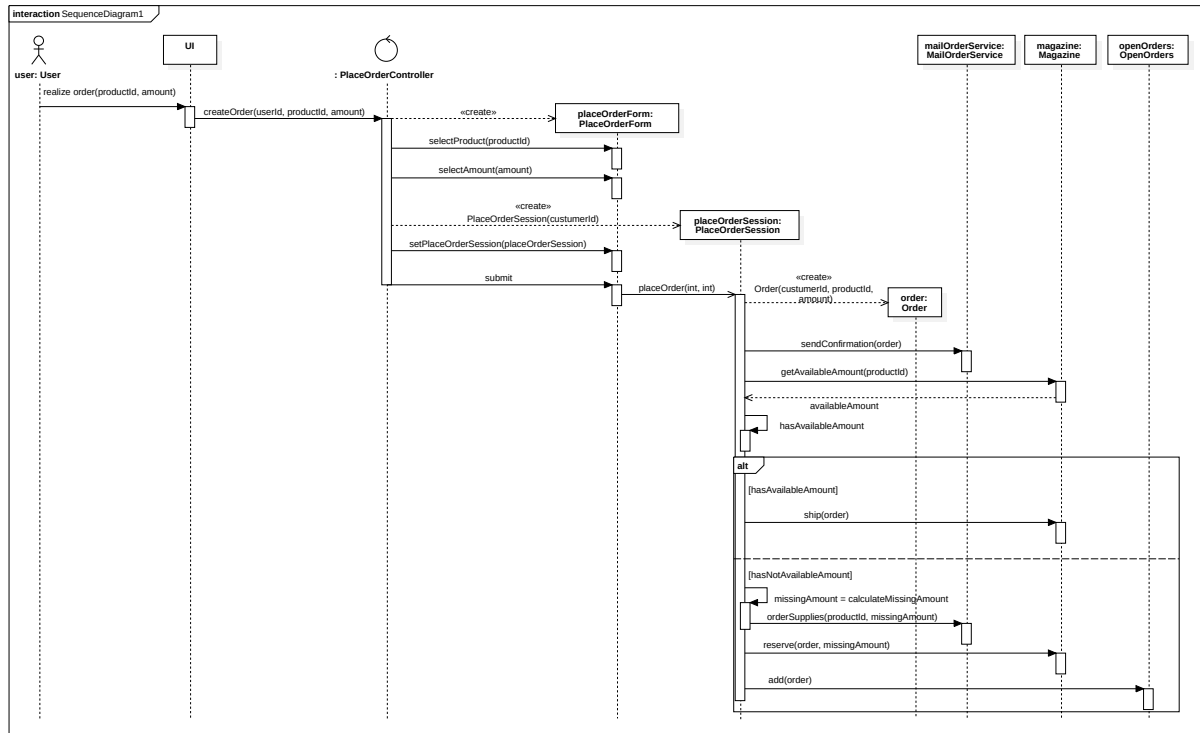 interaction SequenceDiagram1
user: User
UI
: PlaceOrderController
mailOrderService:
MailOrderService
magazine:
Magazine
openOrders:
OpenOrders
realize order(productId, amount)
createOrder(userId, productId, amount)
«create»
placeOrderForm:
PlaceOrderForm
selectProduct(productId)
selectAmount(amount)
«create»
PlaceOrderSession(custumerId)
placeOrderSession:
PlaceOrderSession
setPlaceOrderSession(placeOrderSession)
submit
placeOrder(int, int)
«create»
Order(custumerId, productId,
amount)
order:
Order
sendConfirmation(order)
getAvailableAmount(productId)
availableAmount
hasAvailableAmount
alt
[hasAvailableAmount]
ship(order)
[hasNotAvailableAmount]
missingAmount = calculateMissingAmount
orderSupplies(productId, missingAmount)
reserve(order, missingAmount)
add(order)